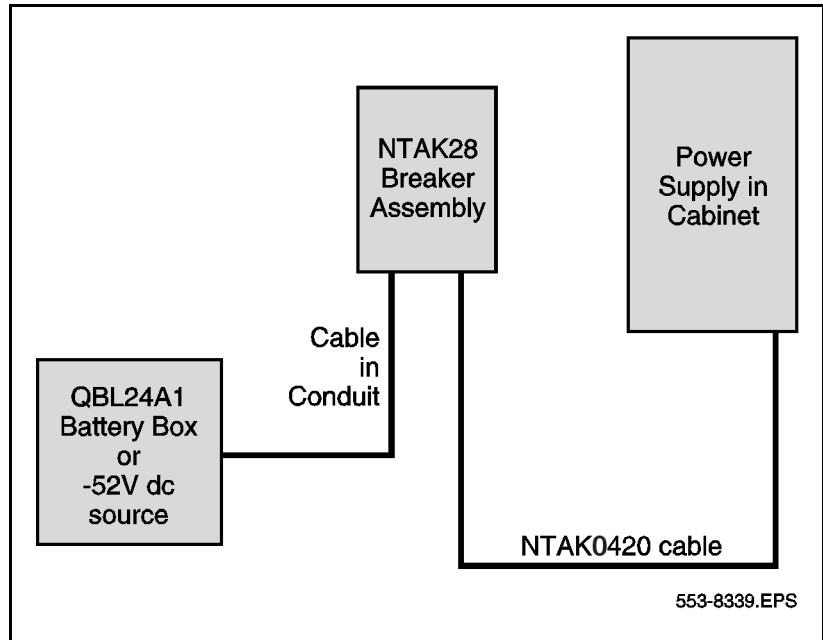 NTAK28
Breaker
Assembly
Power
Supply in
Cabinet
Cable
in
Conduit
QBL24A1
Battery Box
or
-52V dc
source
NTAK0420 cable
553-8339.EPS